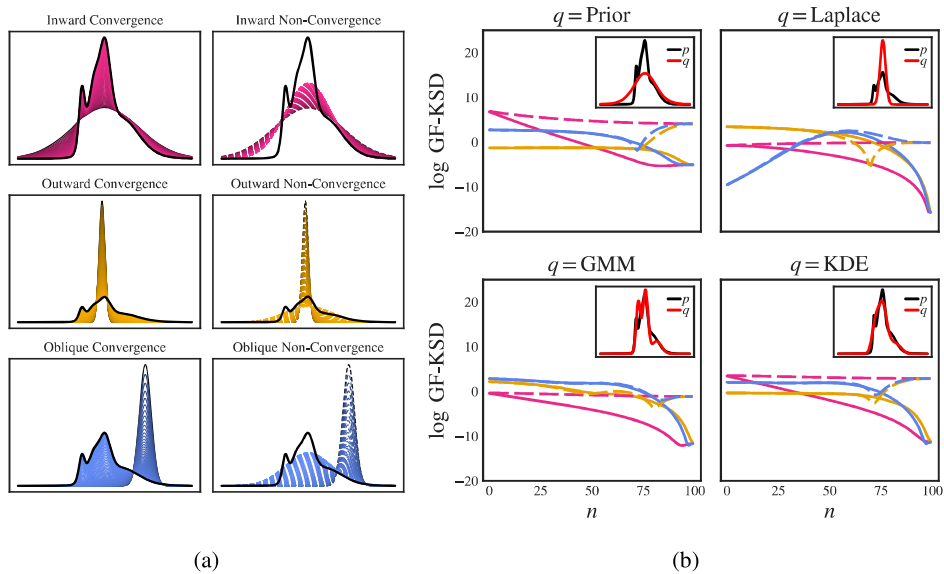 Inward Convergence
Inward Non-Convergence
Outward Convergence
Outward Non-Convergence
Oblique Convergence
Oblique Non-Convergence
(a)
q = Prior
q = Laplace
20
10
0
−10
−20
log GF-KSD
p
q
p
q
q = GMM
q = KDE
20
10
0
−10
−20
log GF-KSD
p
q
p
q
0 25 50 75 100
0 25 50 75 100
n
n
(b)